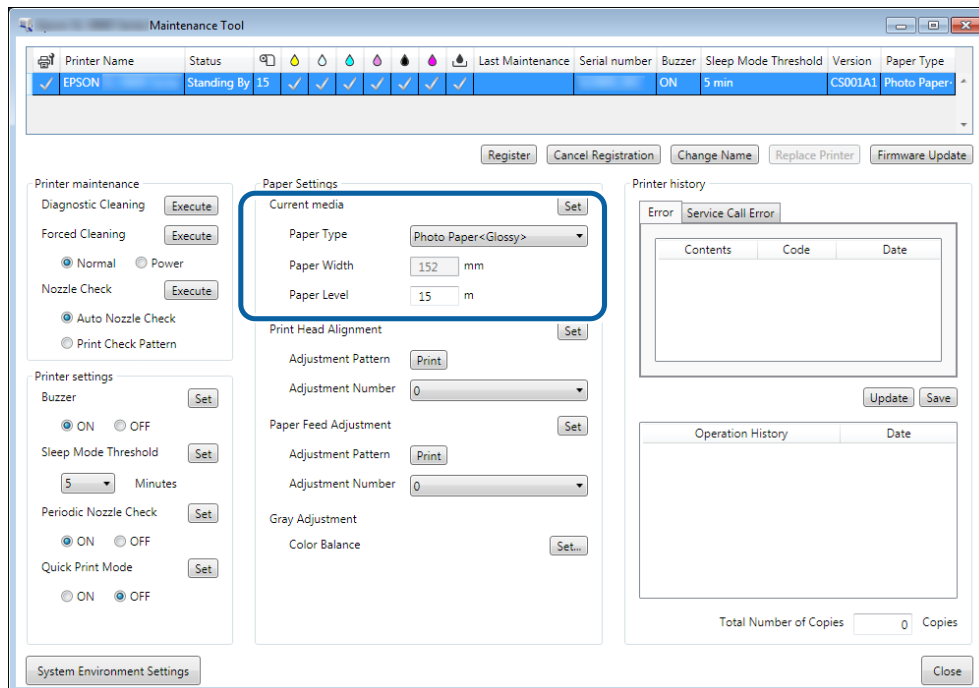 Maintenance Tool
Printer Name Status Last Maintenance Serial number Buzzer Sleep Mode Threshold Version Paper Type
EPSON Standing By 15 ON 5 min CS001A1 Photo Paper
Register Cancel Registration Change Name Replace Printer Firmware Update
Printer maintenance
Diagnostic Cleaning Execute
Forced Cleaning Execute
Normal Power
Nozzle Check Execute
Auto Nozzle Check
Print Check Pattern
Printer settings
Buzzer Set
ON OFF
Sleep Mode Threshold Set
5 Minutes
Periodic Nozzle Check Set
ON OFF
Quick Print Mode Set
ON OFF
Paper Settings
Current media Set
Paper Type Photo Paper<Glossy>
Paper Width 152 mm
Paper Level 15 m
Print Head Alignment Set
Adjustment Pattern Print
Adjustment Number 0
Paper Feed Adjustment Set
Adjustment Pattern Print
Adjustment Number 0
Gray Adjustment
Color Balance Set...
Printer history
Error Service Call Error
Contents Code Date
Update Save
Operation History Date
Total Number of Copies 0 Copies
System Environment Settings Close